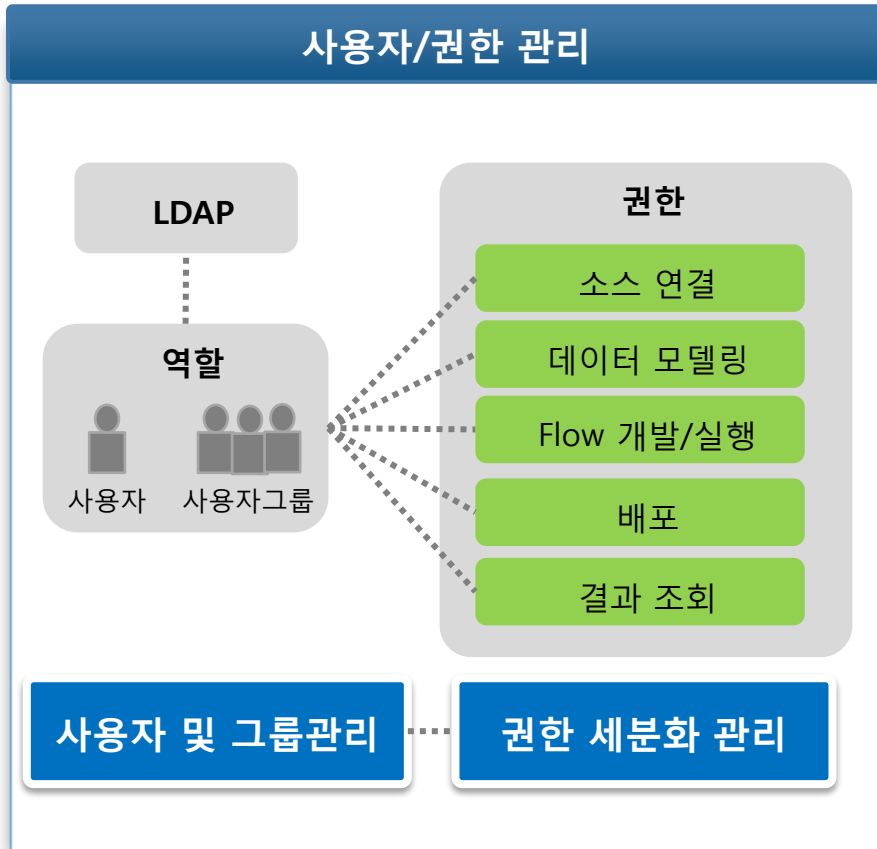 사용자/권한 관리
LDAP
역할
사용자
사용자그룹
권한
소스 연결
데이터 모델링
Flow 개발/실행
배포
결과 조회
사용자 및 그룹관리
권한 세분화 관리